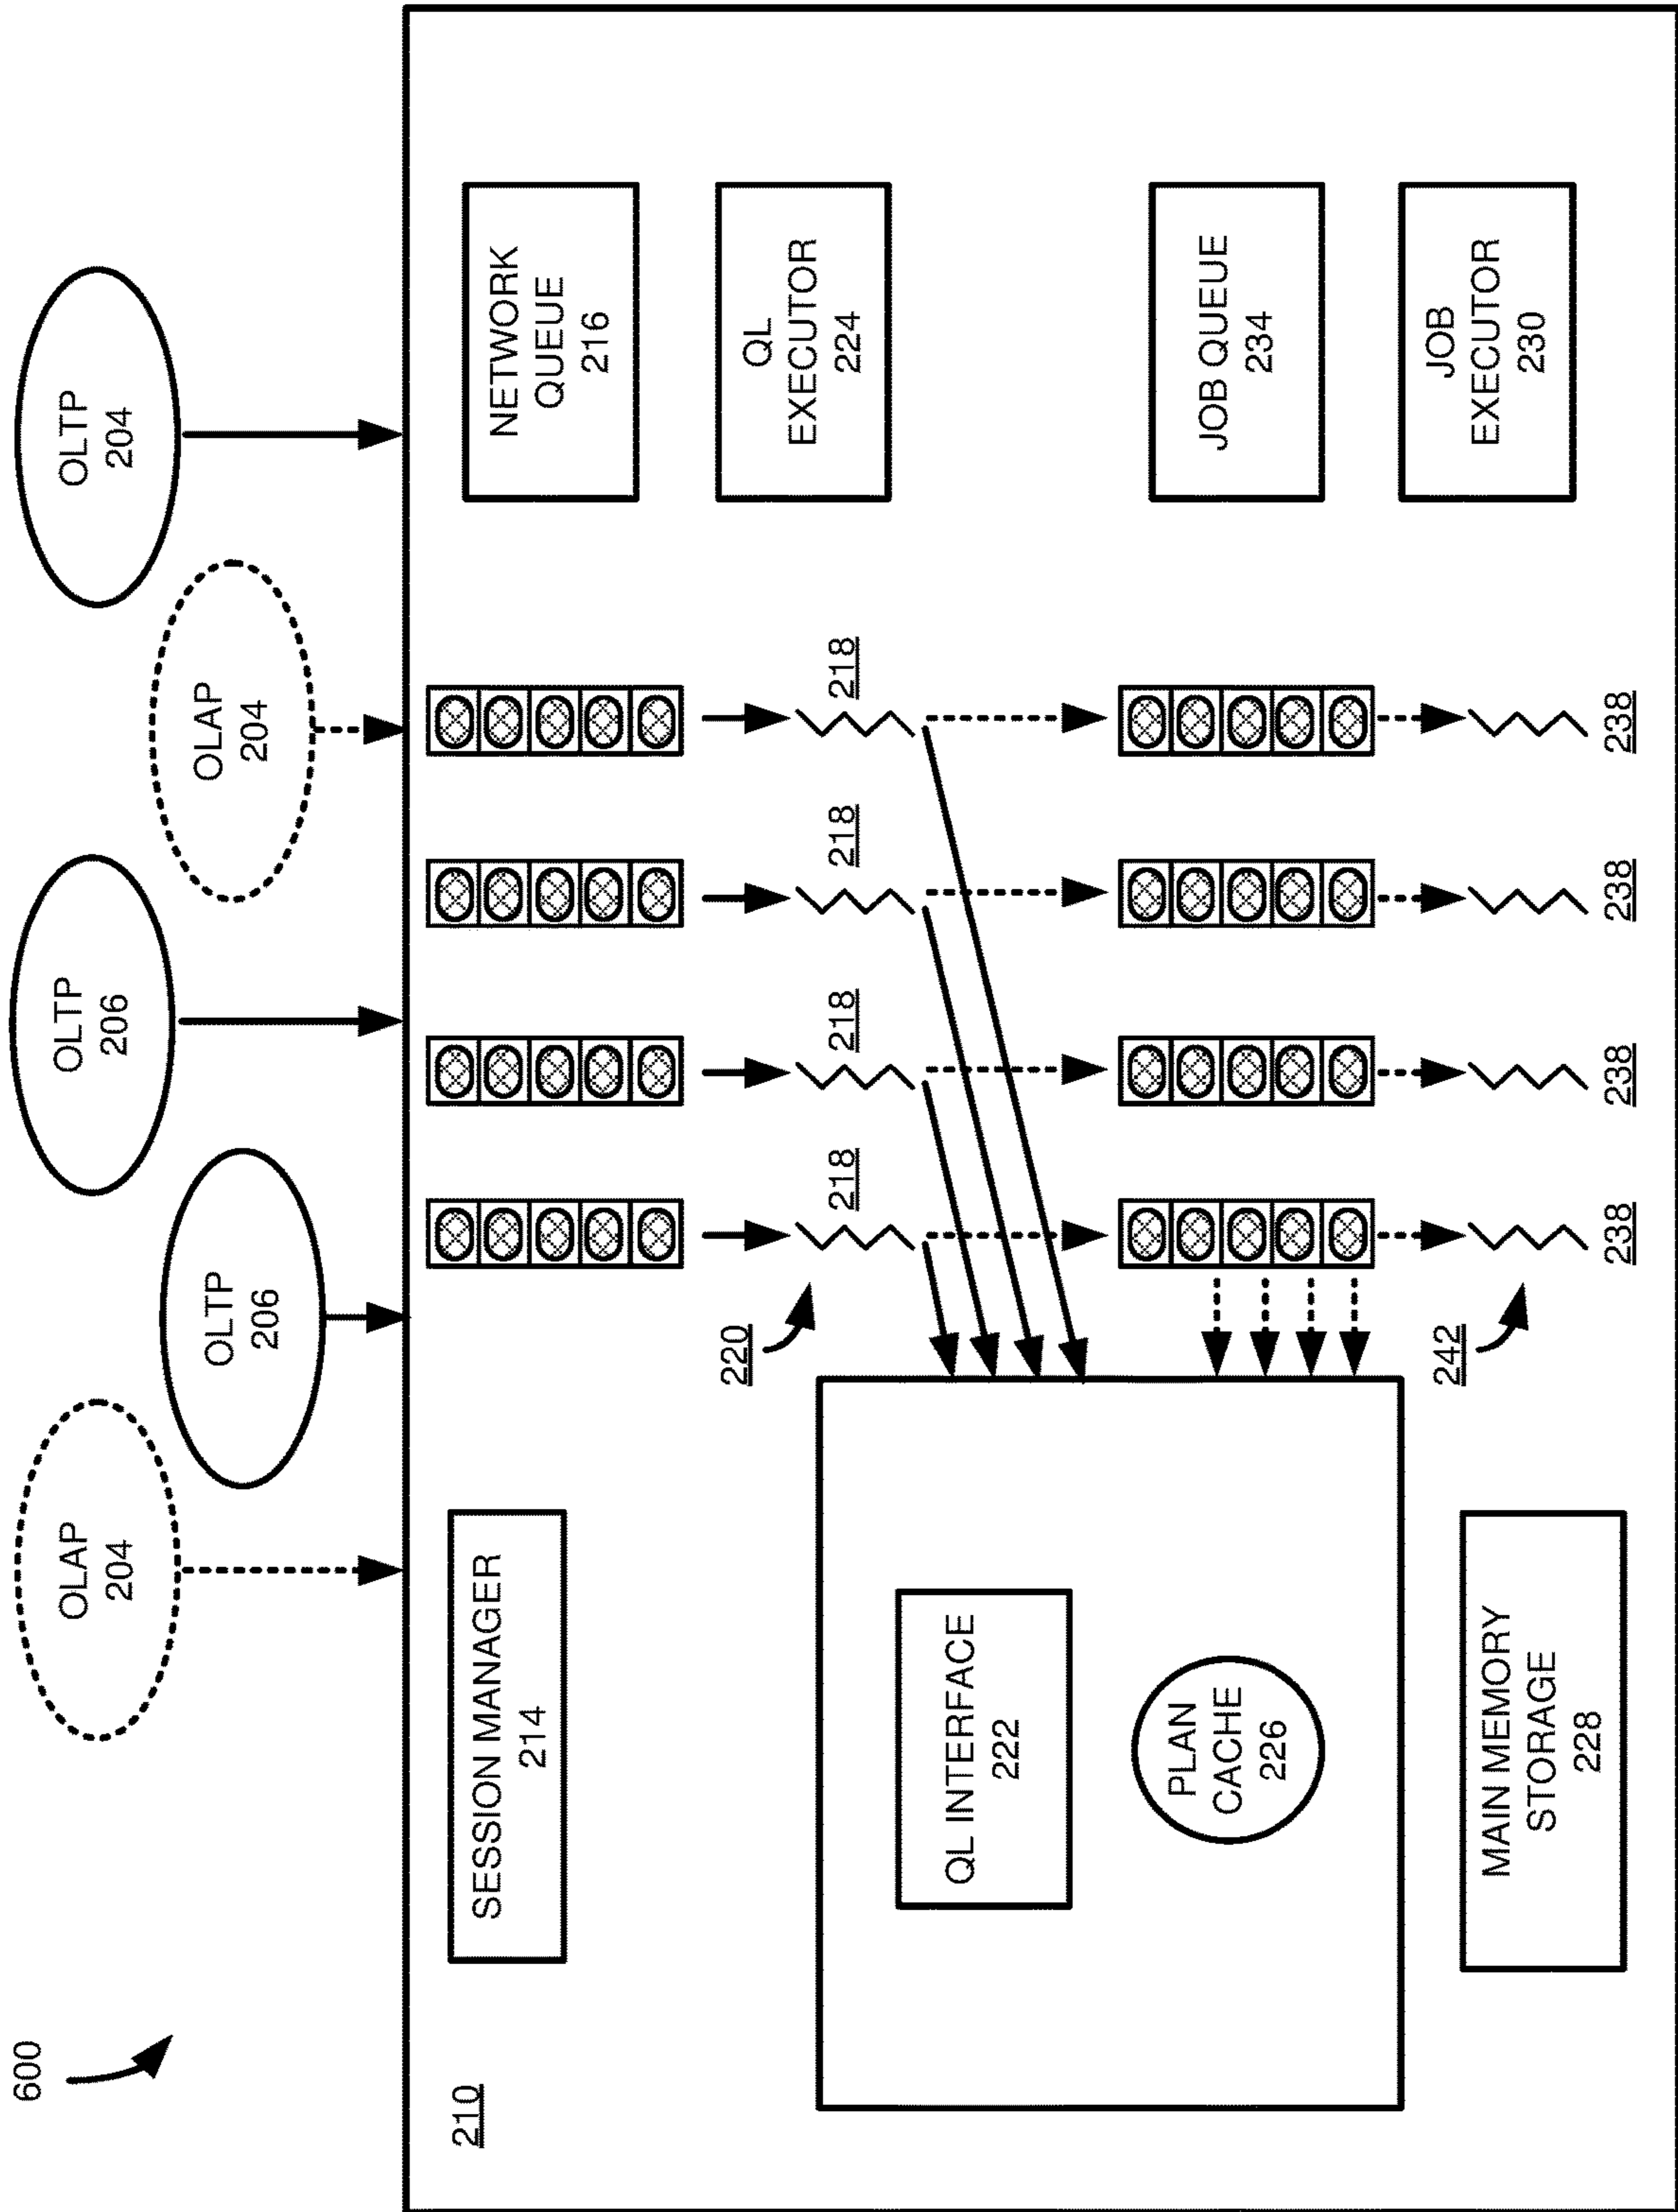 600
OLAP
204
OLTP
206
OLTP
206
OLAP
204
OLTP
204
210
SESSION MANAGER
214
NETWORK
QUEUE
216
220
218
218
218
218
QL
EXECUTOR
224
QL INTERFACE
222
PLAN
CACHE
226
JOB QUEUE
234
242
MAIN MEMORY
STORAGE
228
238
238
238
238
JOB
EXECUTOR
230